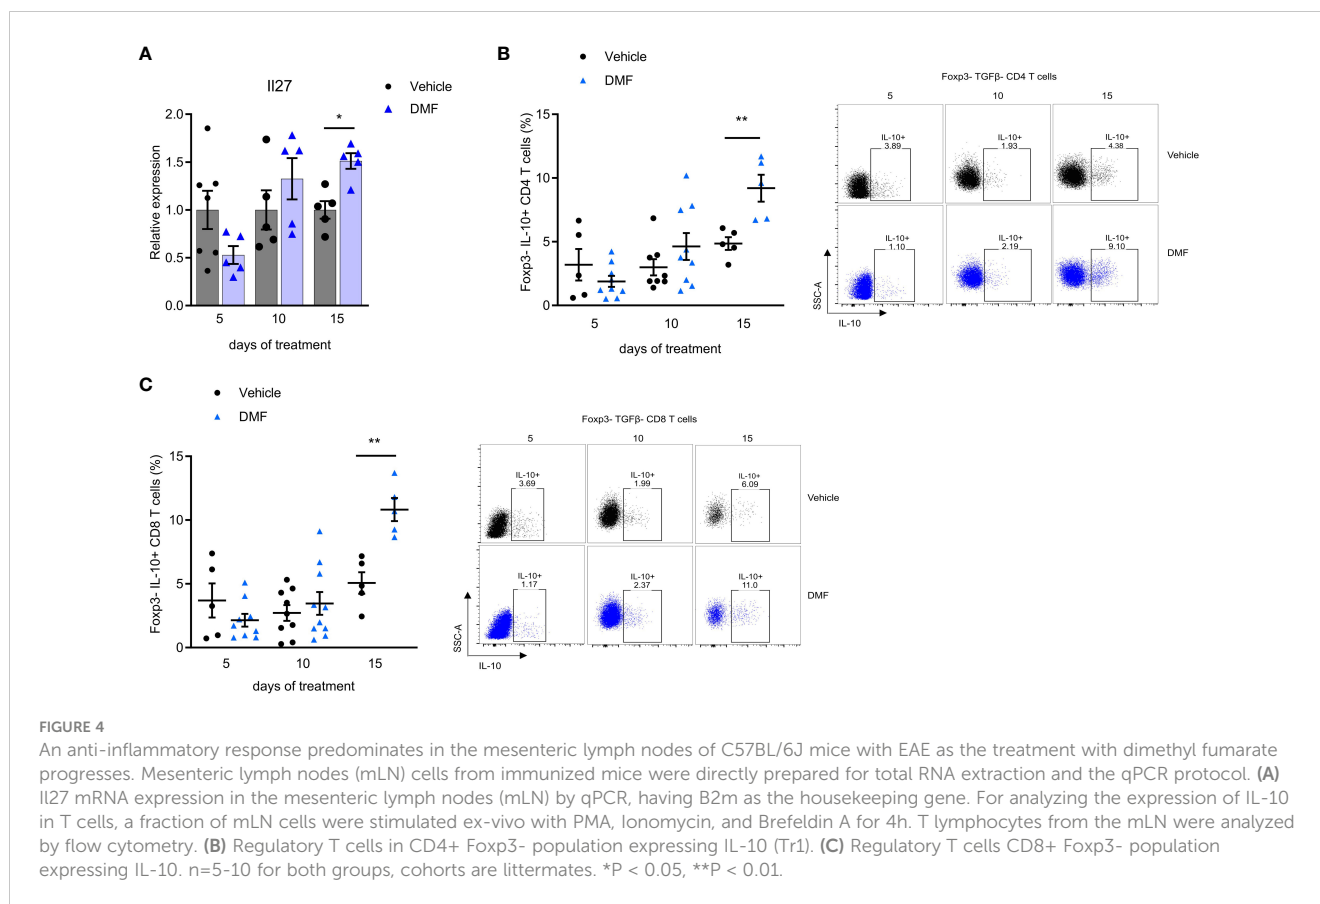 A
Il27
Vehicle
DMF
*
2.0
1.5
1.0
0.5
0.0
Relative expression
5 10 15
days of treatment
B
Vehicle
DMF
**
15
10
5
0
Foxp3- IL-10+ CD4 T cells (%)
5 10 15
days of treatment
Foxp3- TGFβ- CD4 T cells
5 10 15
IL-10+
3.89
IL-10+
1.93
IL-10+
4.38
Vehicle
IL-10+
1.10
IL-10+
2.19
IL-10+
9.10
DMF
SSC-A
IL-10
C
Vehicle
DMF
**
15
10
5
0
Foxp3- IL-10+ CD8 T cells (%)
5 10 15
days of treatment
Foxp3- TGFβ- CD8 T cells
5 10 15
IL-10+
3.69
IL-10+
1.99
IL-10+
6.09
Vehicle
IL-10+
1.17
IL-10+
2.37
IL-10+
11.0
DMF
SSC-A
IL-10
FIGURE 4
An anti-inflammatory response predominates in the mesenteric lymph nodes of C57BL/6J mice with EAE as the treatment with dimethyl fumarate
progresses. Mesenteric lymph nodes (mLN) cells from immunized mice were directly prepared for total RNA extraction and the qPCR protocol. (A)
Il27 mRNA expression in the mesenteric lymph nodes (mLN) by qPCR, having B2m as the housekeeping gene. For analyzing the expression of IL-10
in T cells, a fraction of mLN cells were stimulated ex-vivo with PMA, Ionomycin, and Brefeldin A for 4h. T lymphocytes from the mLN were analyzed
by flow cytometry. (B) Regulatory T cells in CD4+ Foxp3- population expressing IL-10 (Tr1). (C) Regulatory T cells CD8+ Foxp3- population
expressing IL-10. n=5-10 for both groups, cohorts are littermates. *P < 0.05, **P < 0.01.